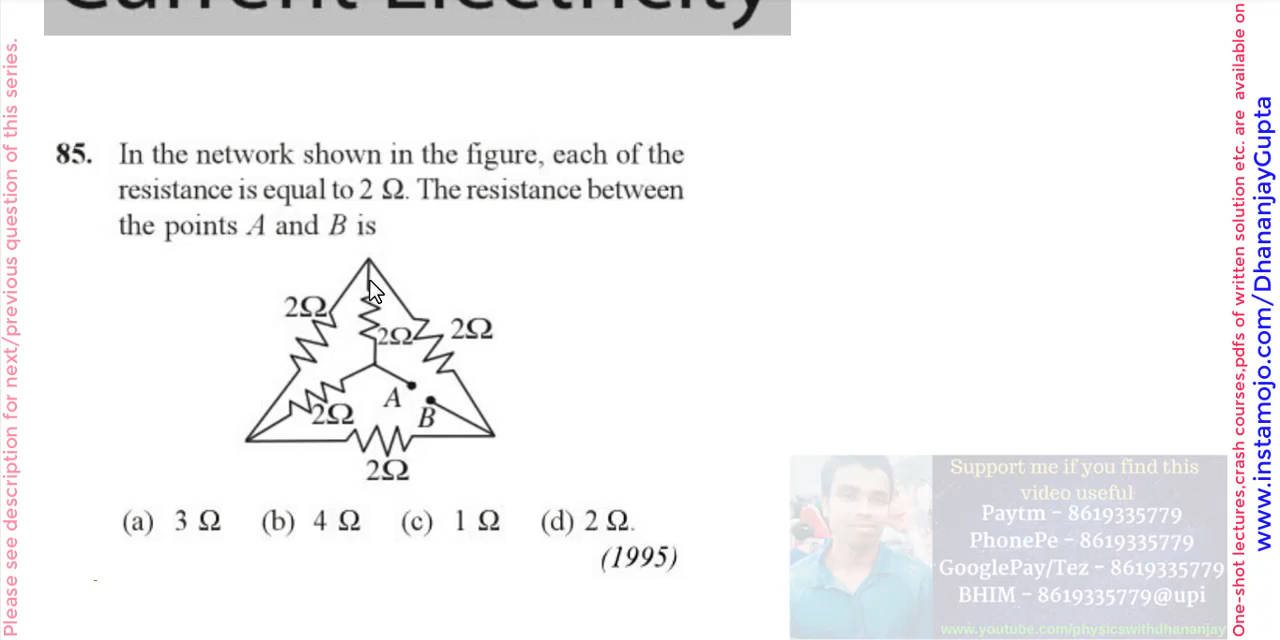 Current Electricity
85. In the network shown in the figure, each of the
resistance is equal to 2 Ω. The resistance between
the points A and B is
2Ω
2Ω
2Ω
2Ω
A
B
2Ω
(a) 3 Ω (b) 4 Ω (c) 1 Ω (d) 2 Ω.
(1995)
Please see description for next/previous question of this series.
Support me if you find this
video useful
Paytm - 8619335779
PhonePe - 8619335779
GooglePay/Tez - 8619335779
BHIM - 8619335779@upi
www.youtube.com/physicswithdhananjay
One-shot lectures,crash courses,pdfs of written solution etc. are available on
www.instamojo.com/DhananjayGupta